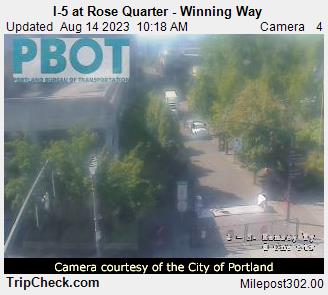 I-5 at Rose Quarter - Winning Way
Updated Aug 14 2023 10:18 AM Camera 4
PBOT
PORTLAND BUREAU OF TRANSPORTATION
Camera courtesy of the City of Portland
TripCheck.com Milepost302.00